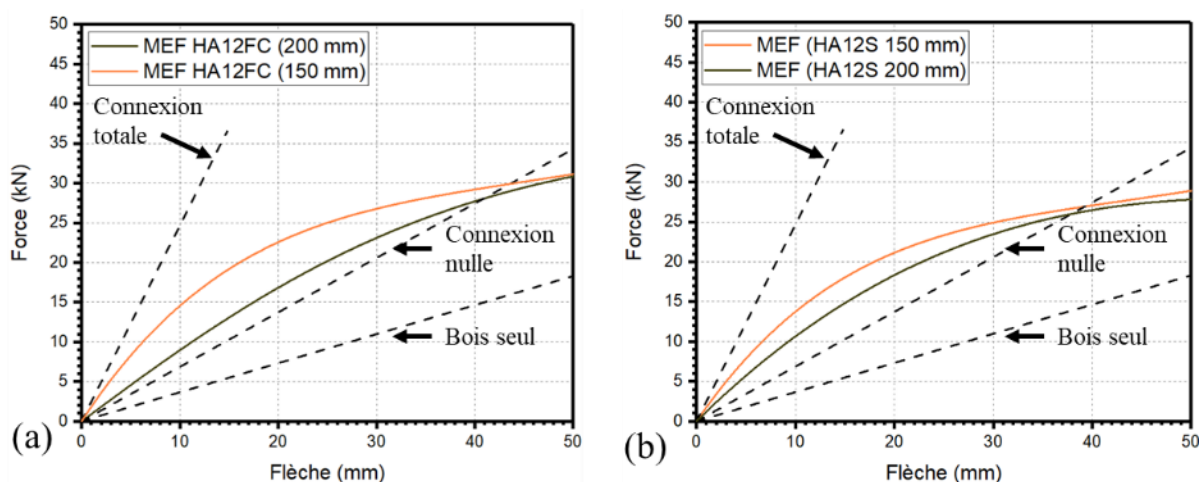 50
45
40
35
30
25
20
15
10
5
0
Force (kN)
MEF HA12FC (200 mm)
MEF HA12FC (150 mm)
Connexion
totale
Connexion
nulle
Bois seul
0 10 20 30 40 50
Flèche (mm)
(a)
50
45
40
35
30
25
20
15
10
5
0
Force (kN)
MEF (HA12S 150 mm)
MEF (HA12S 200 mm)
Connexion
totale
Connexion
nulle
Bois seul
0 10 20 30 40 50
Flèche (mm)
(b)